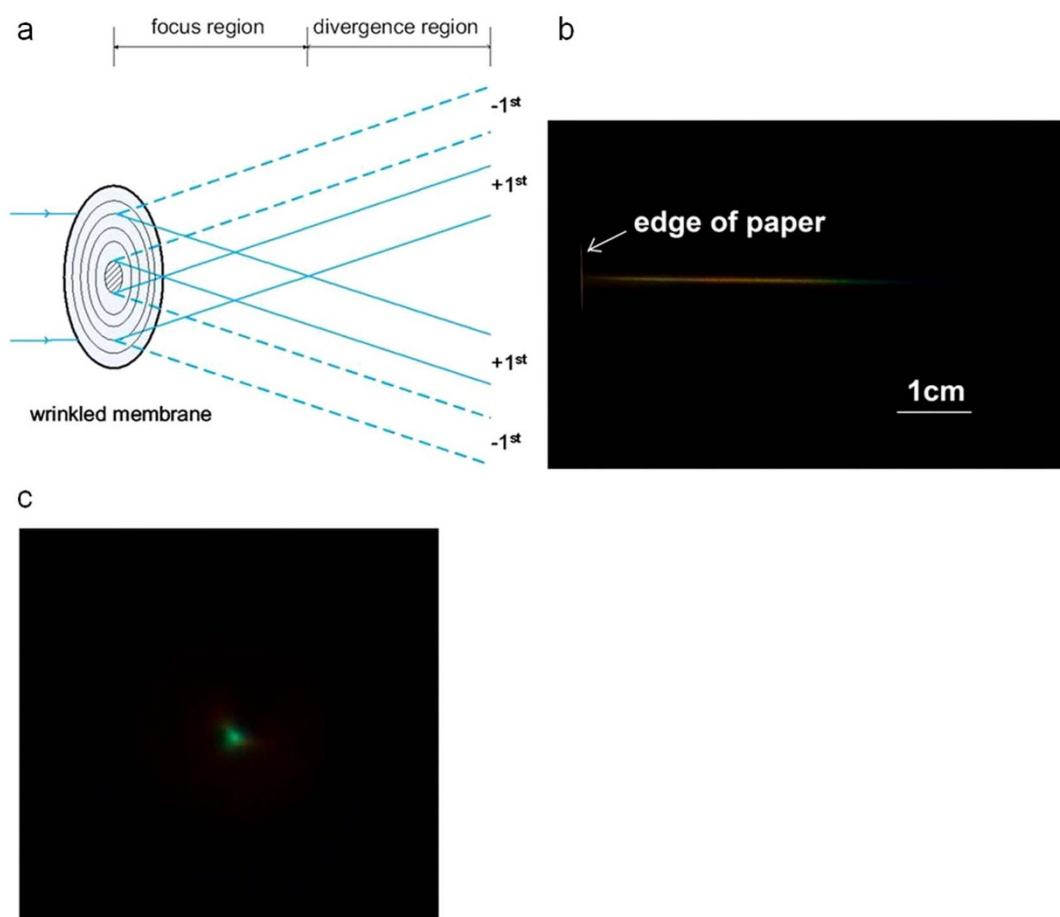 a
focus region
divergence region
-1st
+1st
+1st
-1st
wrinkled membrane
b
edge of paper
1cm
c